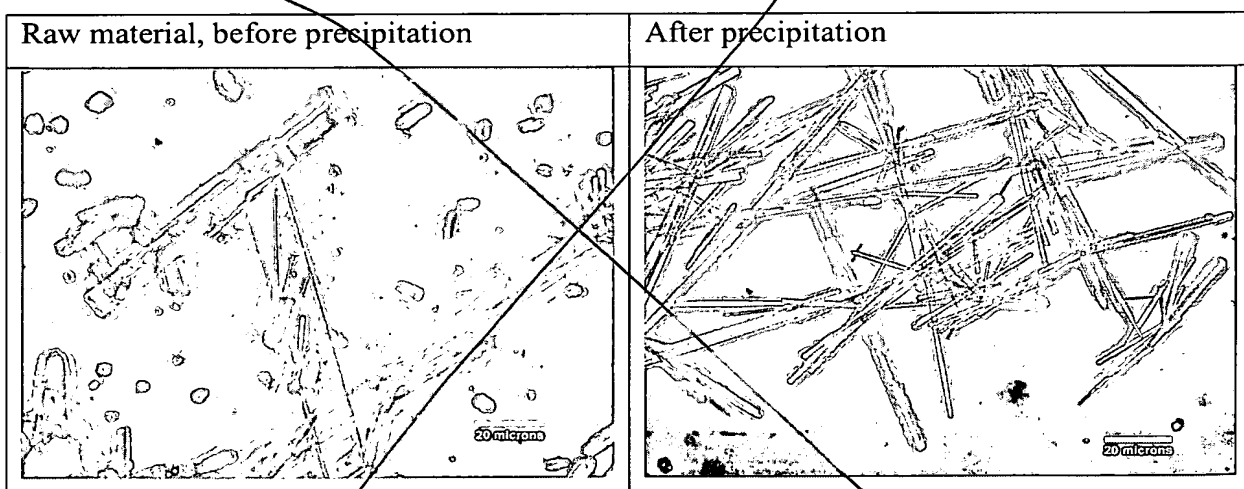 Raw material, before precipitation
After precipitation
20 microns
20 microns